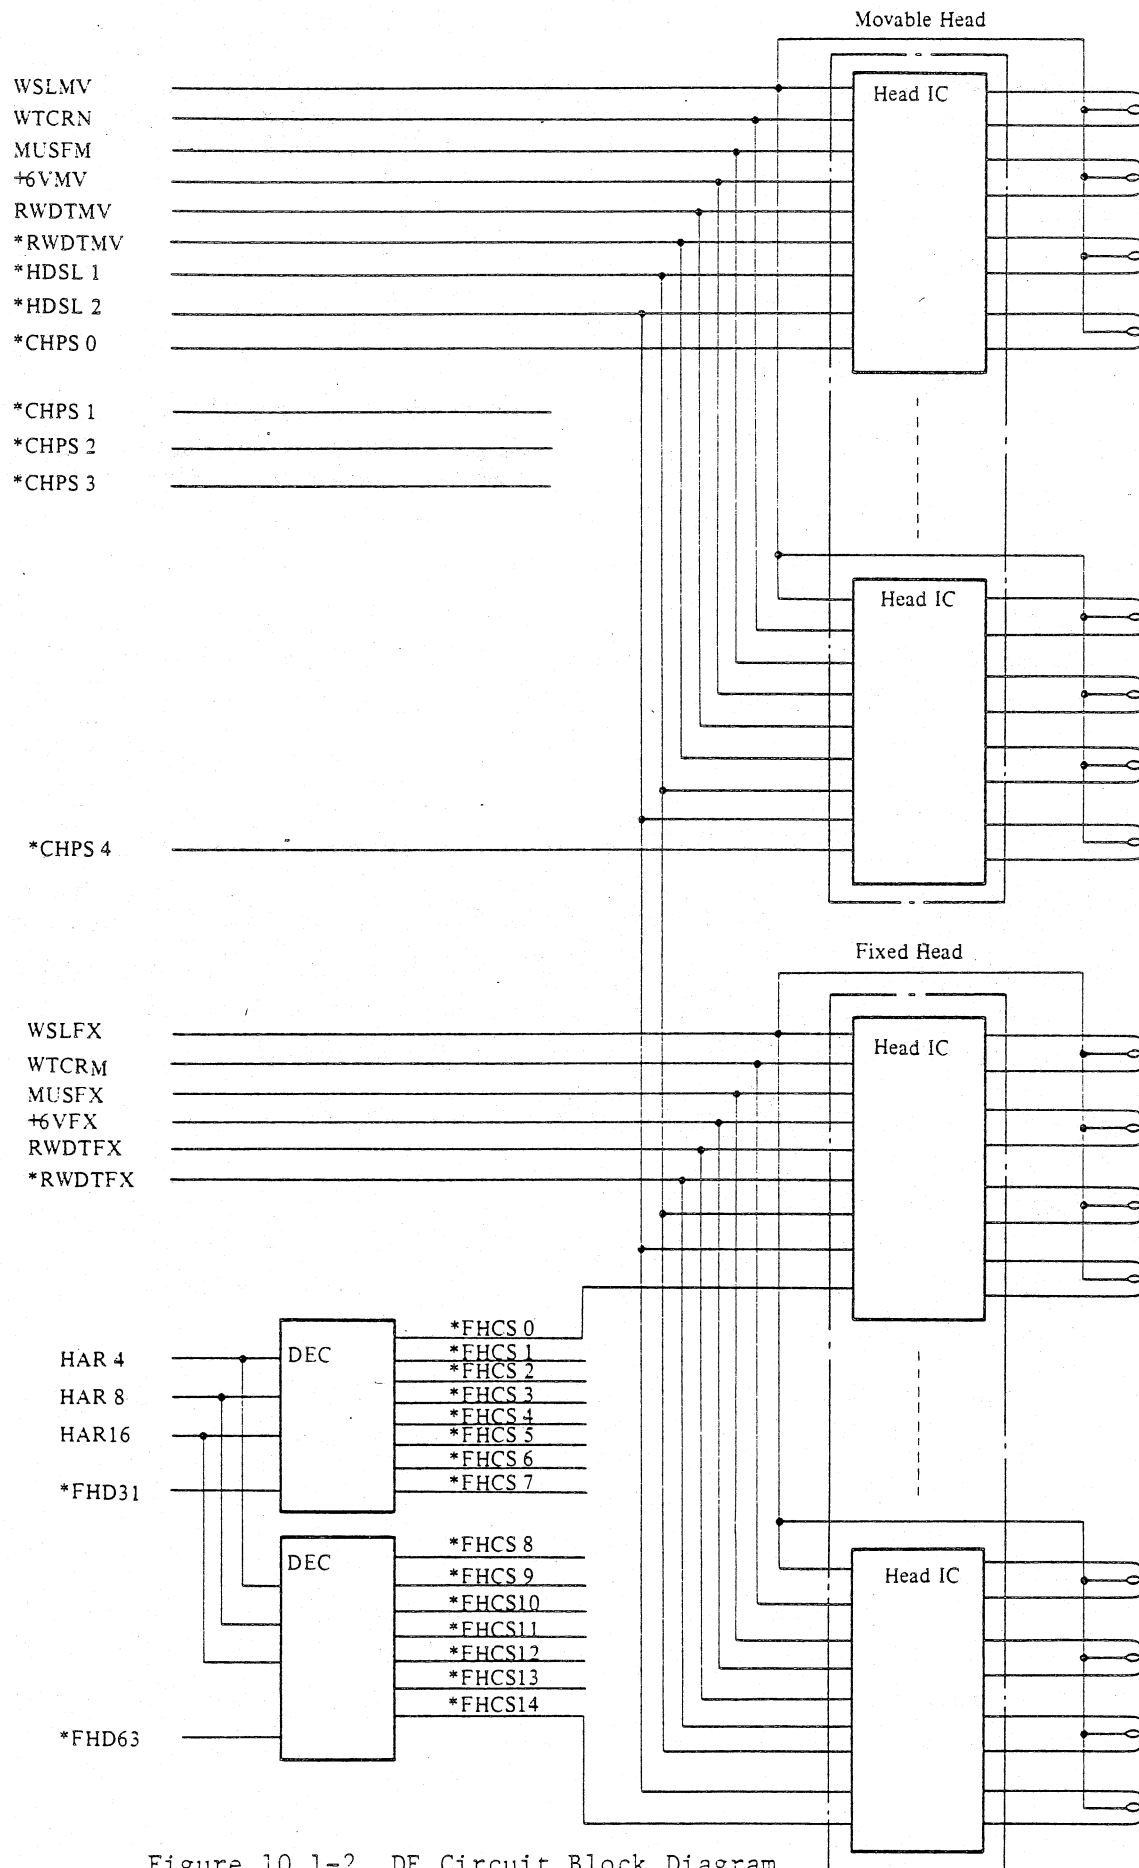 Movable Head
WSLMV
Head IC
WTCRN
MUSFM
+6VMV
RWDTMV
*RWDTMV
*HDSL 1
*HDSL 2
*CHPS 0
*CHPS 1
*CHPS 2
*CHPS 3
Head IC
*CHPS 4
Fixed Head
WSLFX
Head IC
WTCRM
MUSFX
+6VFX
RWDTFX
*RWDTFX
*FHCS 0
HAR 4
DEC
*FHCS 1
*FHCS 2
HAR 8
*FHCS 3
*FHCS 4
HAR16
*FHCS 5
*FHCS 6
*FHCS 7
*FHD31
*FHCS 8
DEC
*FHCS 9
Head IC
*FHCS10
*FHCS11
*FHCS12
*FHCS13
*FHCS14
*FHD63
Figure 10.1-2 DE Circuit Block Diagram